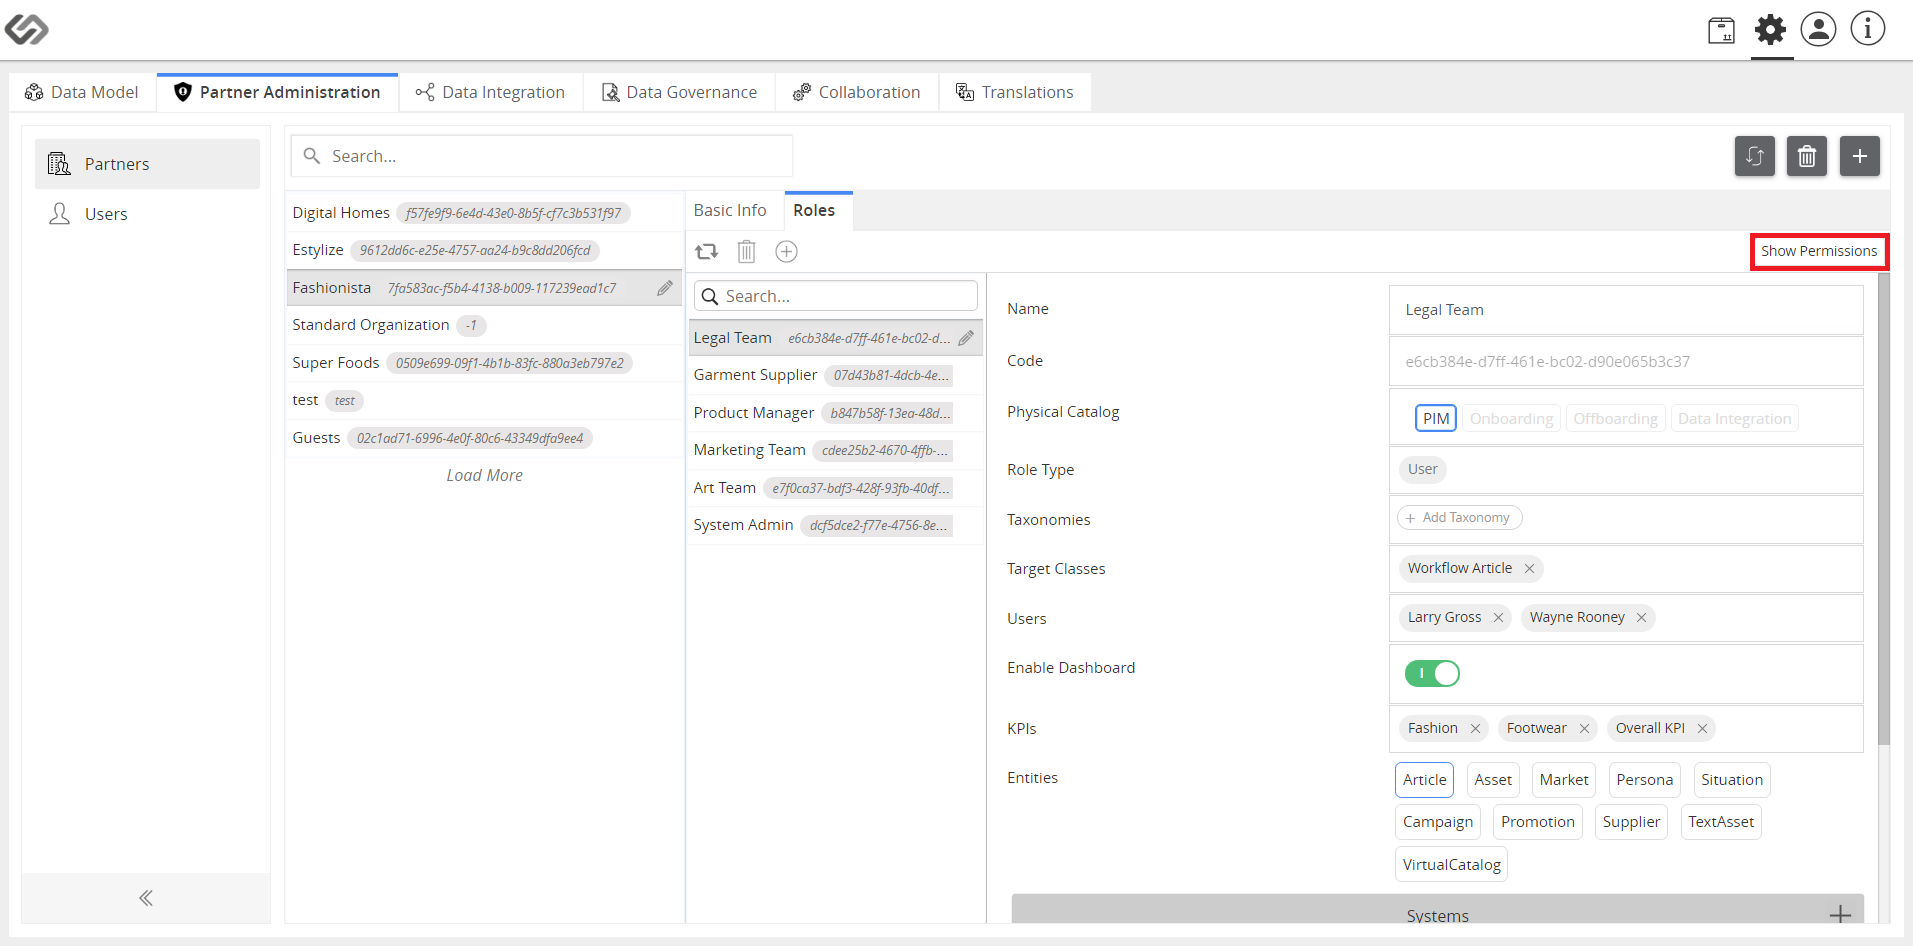 Data Model
Partner Administration
Data Integration
Data Governance
Collaboration
Translations
Partners
Users
Search...
Digital Homes f57fe9f9-6e4d-43e0-8b5f-cf7c3b531f97
Estylize 9612dd6c-e25e-4757-aa24-b9c8dd206fcd
Fashionista 7fa583ac-f5b4-4138-b009-117239ead1c7
Standard Organization -1
Super Foods 0509e699-09f1-4b1b-83fc-880a3eb797e2
test test
Guests 02c1ad71-6996-4e0f-80c6-43349dfa9ee4
Load More
Basic Info
Roles
Show Permissions
Search...
Legal Team e6cb384e-d7ff-461e-bc02-d...
Garment Supplier 07d43b81-4dcb-4e...
Product Manager b847b58f-13ea-48d...
Marketing Team cdee25b2-4670-4ffb-...
Art Team e7f0ca37-bdf3-428f-93fb-40df...
System Admin dcf5dce2-f77e-4756-8e...
Name Legal Team
Code e6cb384e-d7ff-461e-bc02-d90e065b3c37
Physical Catalog PIM Onboarding Offboarding Data Integration
Role Type User
Taxonomies + Add Taxonomy
Target Classes Workflow Article
Users Larry Gross Wayne Rooney
Enable Dashboard
KPIs Fashion Footwear Overall KPI
Entities Article Asset Market Persona Situation
Campaign Promotion Supplier TextAsset
VirtualCatalog
Systems